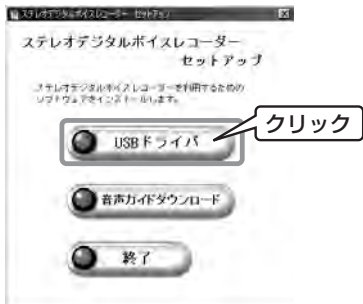 ステレオデジタルボイスレコーダー セットアップ
ステレオデジタルボイスレコーダー
セットアップ
ステレオデジタルボイスレコーダーを利用するための
ソフトウェアをインストールします。
USBドライバ
クリック
音声ガイドダウンロード
終了